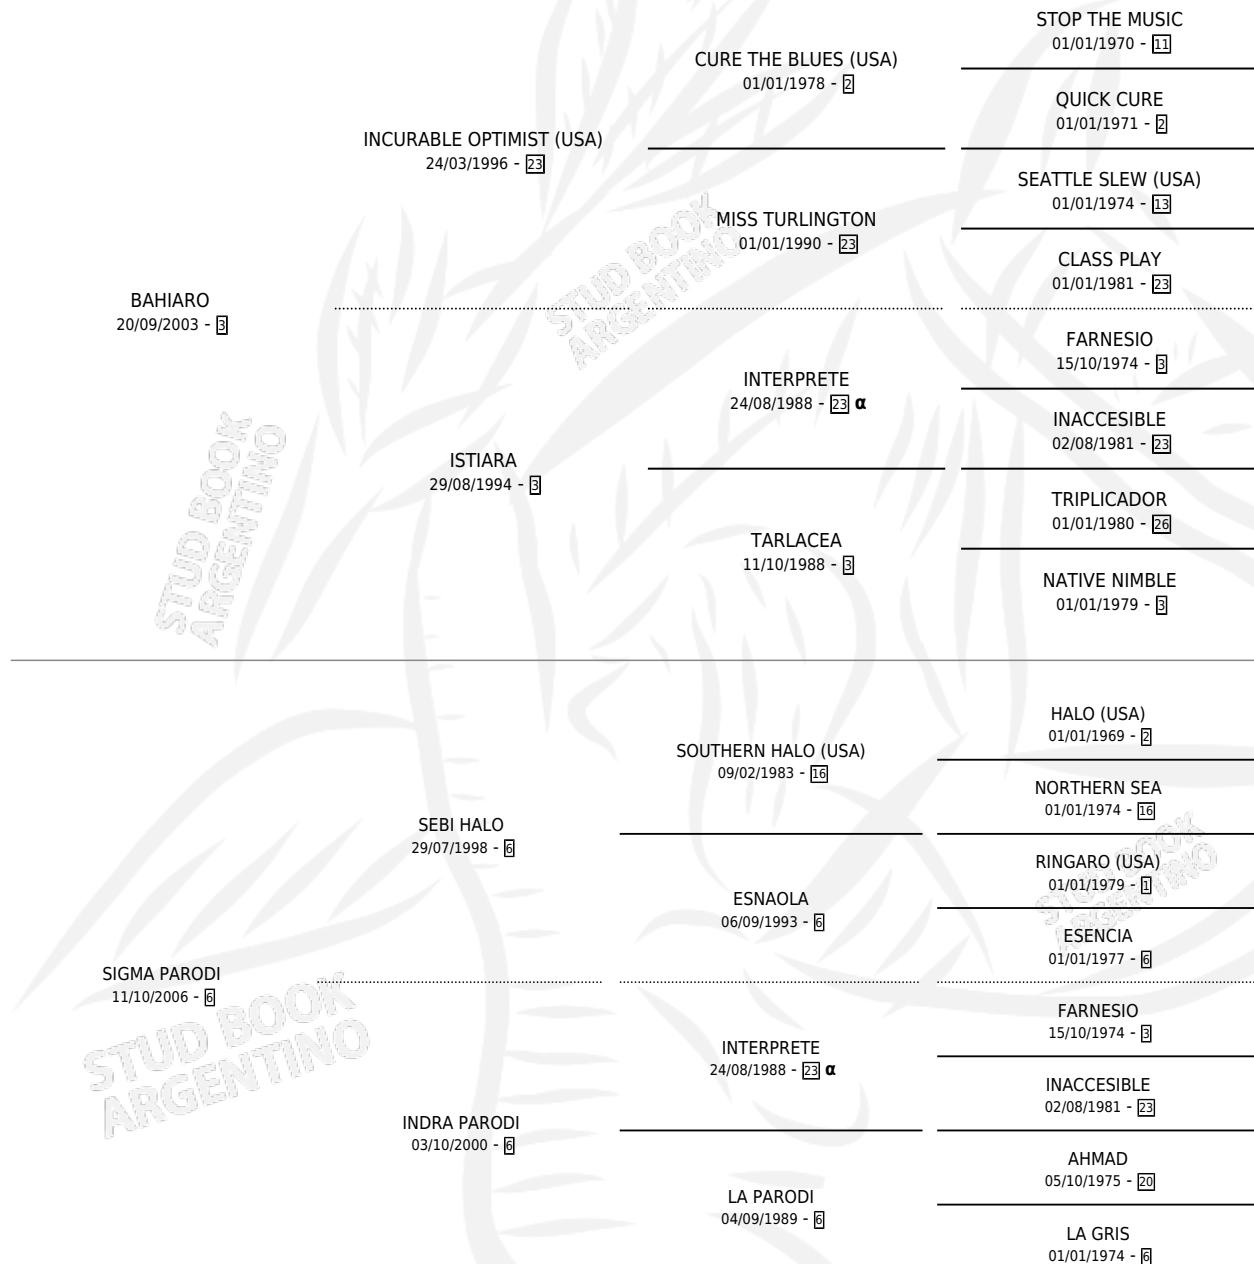 STOP THE MUSIC
01/01/1970 - 11
CURE THE BLUES (USA)
01/01/1978 - 2
QUICK CURE
01/01/1971 - 2
INCURABLE OPTIMIST (USA)
24/03/1996 - 23
SEATTLE SLEW (USA)
01/01/1974 - 13
MISS TURLINGTON
01/01/1990 - 23
CLASS PLAY
01/01/1981 - 23
BAHIARO
20/09/2003 - 3
FARNESIO
15/10/1974 - 3
INTERPRETE
24/08/1988 - 23 α
INACCESIBLE
02/08/1981 - 23
ISTIARA
29/08/1994 - 3
TRIPLICADOR
01/01/1980 - 26
TARLACEA
11/10/1988 - 3
NATIVE NIMBLE
01/01/1979 - 3
STUD BOOK
ARGENTINO
STUD BOOK
ARGENTINO
HALO (USA)
01/01/1969 - 2
SOUTHERN HALO (USA)
09/02/1983 - 16
NORTHERN SEA
01/01/1974 - 16
SEBI HALO
29/07/1998 - 6
RINGARO (USA)
01/01/1979 - 1
ESNAOLA
06/09/1993 - 6
ESENCIA
01/01/1977 - 6
SIGMA PARODI
11/10/2006 - 6
FARNESIO
15/10/1974 - 3
INTERPRETE
24/08/1988 - 23 α
INACCESIBLE
02/08/1981 - 23
INDRA PARODI
03/10/2000 - 6
AHMAD
05/10/1975 - 20
LA PARODI
04/09/1989 - 6
LA GRIS
01/01/1974 - 6
STUD BOOK
ARGENTINO
STUD BOOK
ARGENTINO